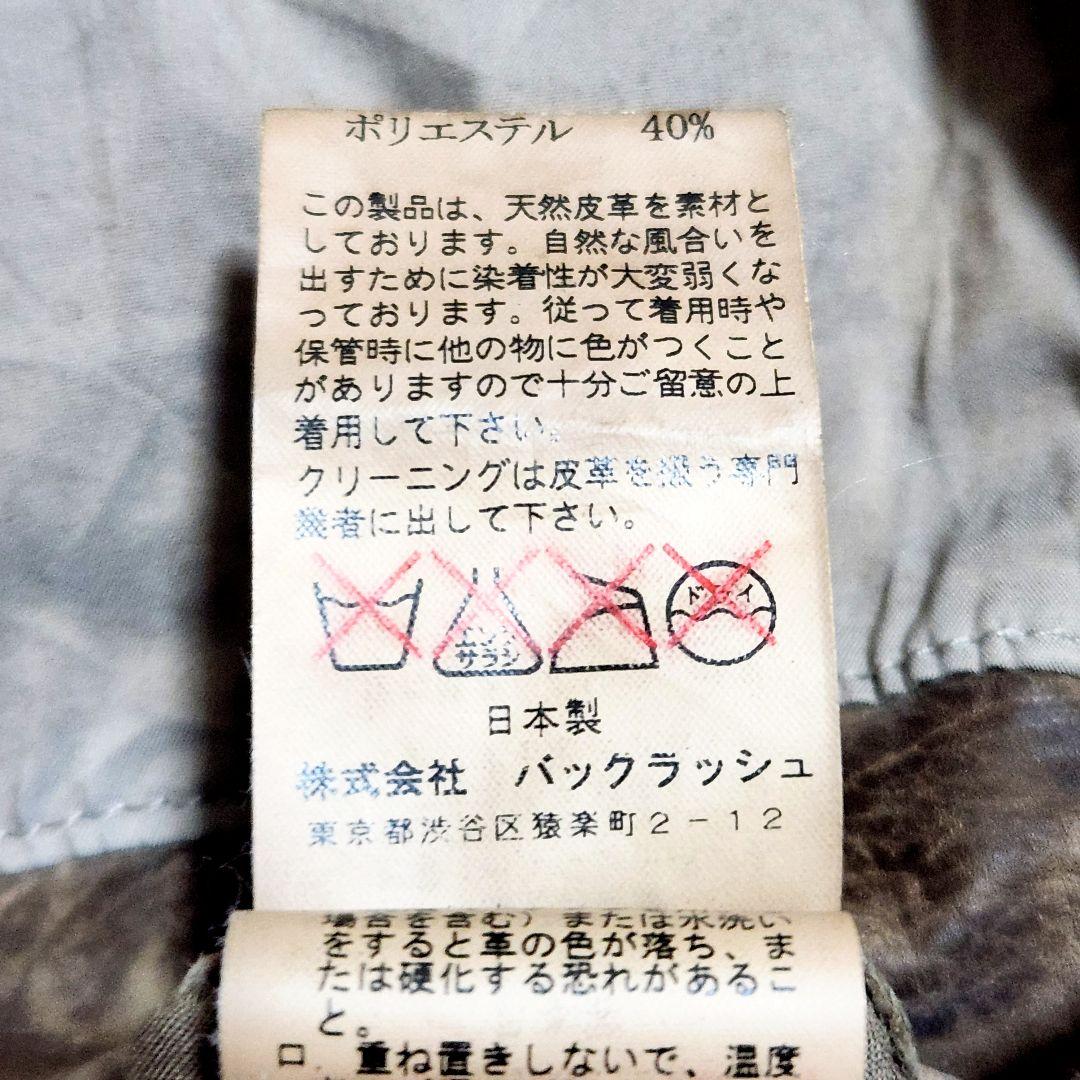 ポリエステル 40%
この製品は、天然皮革を素材と
しております。自然な風合いを
出すために染着性が大変弱くな
っております。従って着用時や
保管時に他の物に色がつくこと
がありますので十分ご留意の上
着用して下さい。
クリーニングは皮革を扱う専門
業者に出して下さい。
エンソ
サラシ
ドライ
日本製
株式会社 バックラッシュ
東京都渋谷区猿楽町2-12
場合を含む)または水洗い
をすると革の色が落ち、ま
たは硬化する恐れがあるこ
と。
ロ、重ね置きしないで、温度